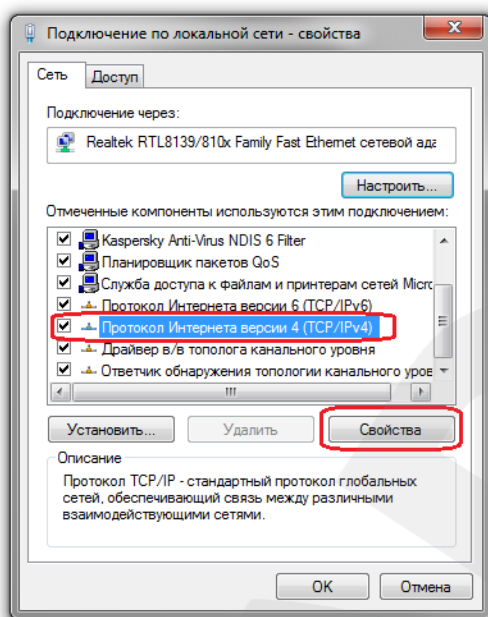 Подключение по локальной сети - свойства
Сеть
Доступ
Подключение через:
Realtek RTL8139/810x Family Fast Ethernet сетевой ада
Настроить...
Отмеченные компоненты используются этим подключением:
Kaspersky Anti-Virus NDIS 6 Filter
Планировщик пакетов QoS
Служба доступа к файлам и принтерам сетей Micro
Протокол Интернета версии 6 (TCP/IPv6)
Протокол Интернета версии 4 (TCP/IPv4)
Драйвер в/в тополога канального уровня
Ответчик обнаружения топологии канального уров
Установить...
Удалить
Свойства
Описание
Протокол TCP/IP - стандартный протокол глобальных
сетей, обеспечивающий связь между различными
взаимодействующими сетями.
OK
Отмена